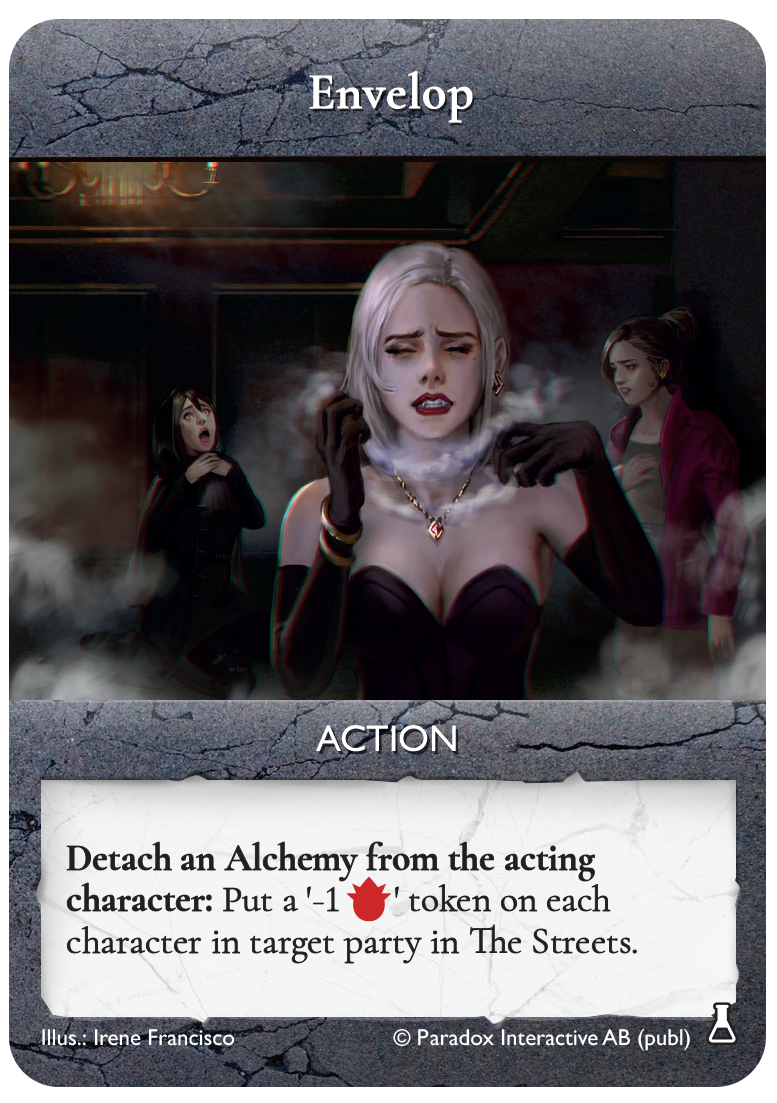 Envelop
ACTION
Detach an Alchemy from the acting
character: Put a '-1 ' token on each
character in target party in The Streets.
Illus.: Irene Francisco
© Paradox Interactive AB (publ)